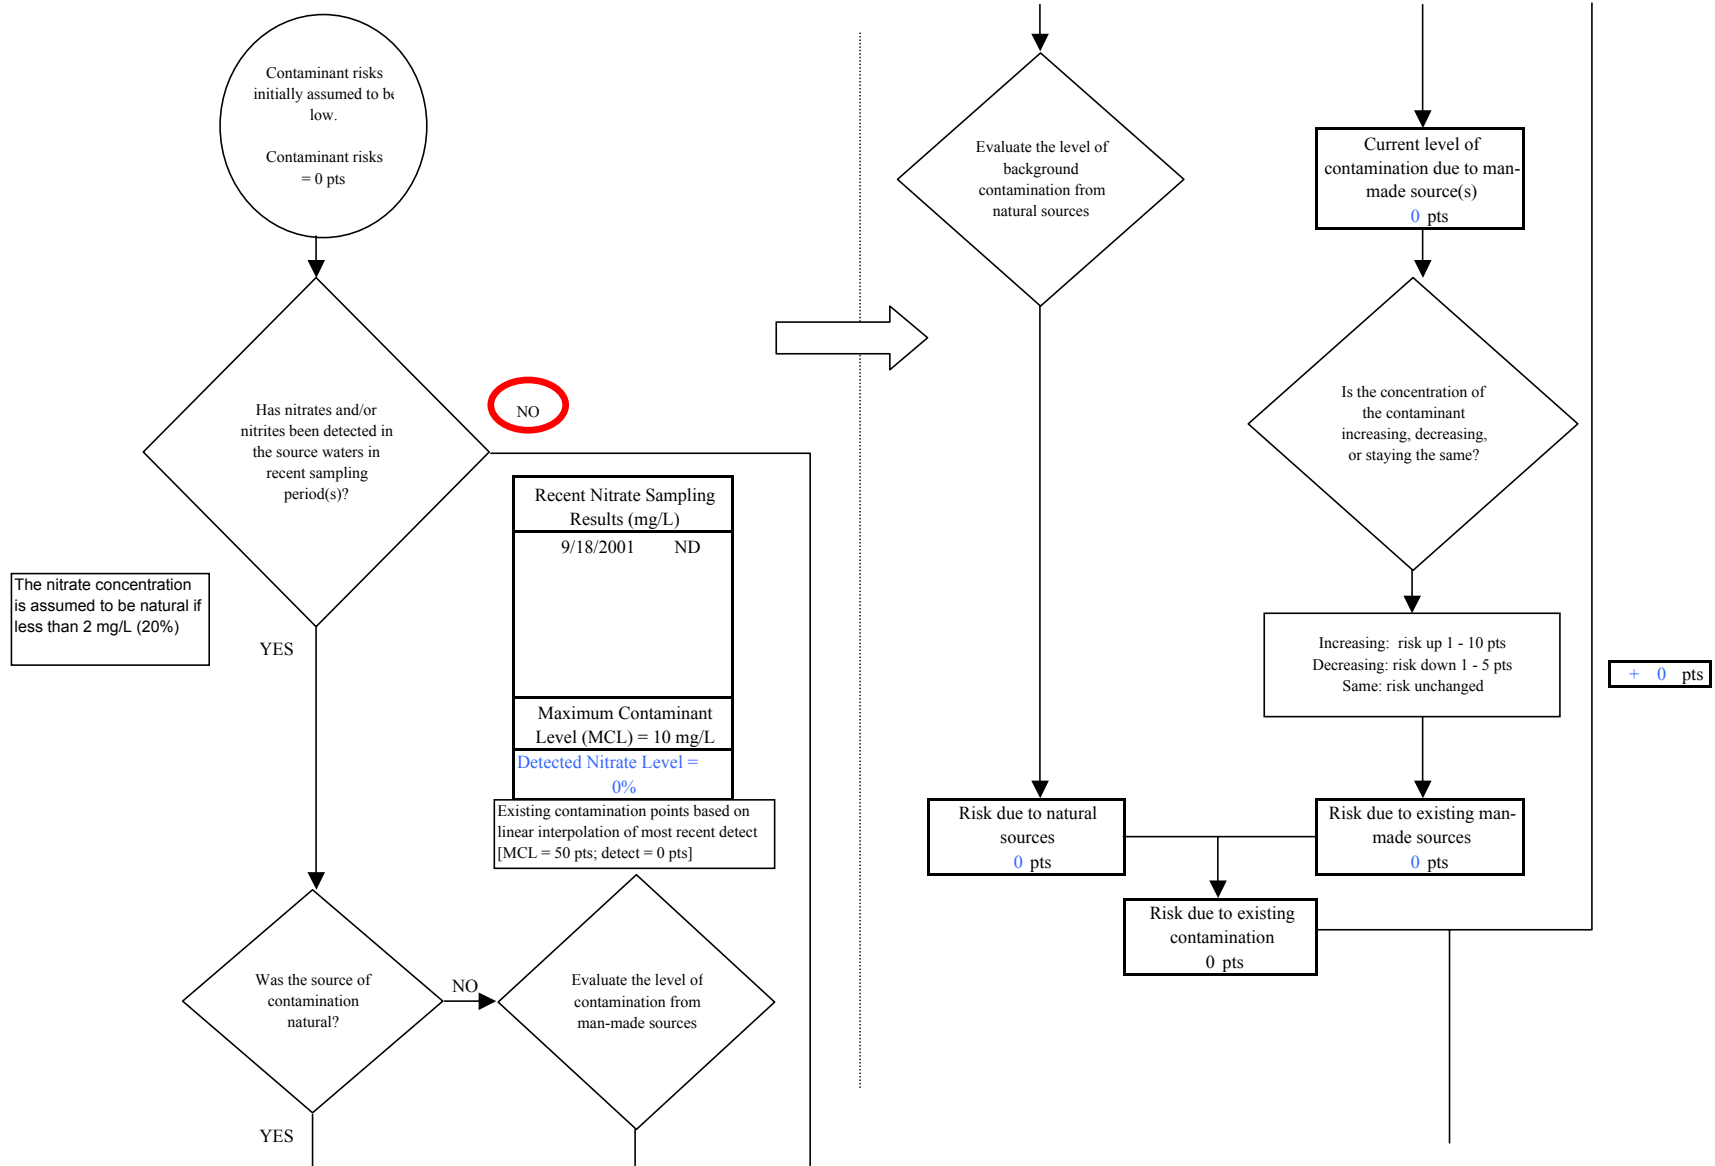 Contaminant risks
initially assumed to be
low.
Contaminant risks
= 0 pts
Has nitrates and/or
nitrites been detected in
the source waters in
recent sampling
period(s)?
NO
Recent Nitrate Sampling
Results (mg/L)
9/18/2001 ND
Maximum Contaminant
Level (MCL) = 10 mg/L
Detected Nitrate Level =
0%
Existing contamination points based on
linear interpolation of most recent detect
[MCL = 50 pts; detect = 0 pts]
The nitrate concentration
is assumed to be natural if
less than 2 mg/L (20%)
YES
Was the source of
contamination
natural?
NO
Evaluate the level of
contamination from
man-made sources
YES
Evaluate the level of
background
contamination from
natural sources
Current level of
contamination due to man-
made source(s)
0 pts
Is the concentration of
the contaminant
increasing, decreasing,
or staying the same?
Increasing: risk up 1 - 10 pts
Decreasing: risk down 1 - 5 pts
Same: risk unchanged
+ 0 pts
Risk due to natural
sources
0 pts
Risk due to existing man-
made sources
0 pts
Risk due to existing
contamination
0 pts